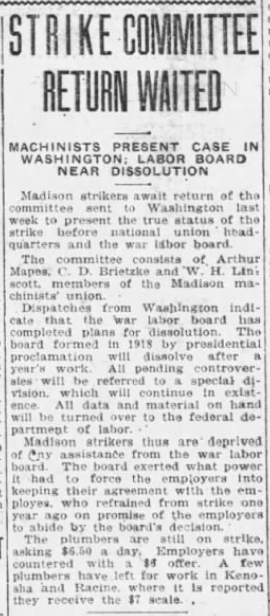 STRIKE COMMITTEE
RETURN WAITED
MACHINISTS PRESENT CASE IN
WASHINGTON; LABOR BOARD
NEAR DISSOLUTION
Madison strikers await return of the
committee sent to Washington last
week to present the true status of the
strike before national union head-
quarters and the war labor board.
The committee consists of Arthur
Mapes, C. D. Brietzke and W. H. Lin-
scott, members of the Madison ma-
chinists' union.
Dispatches from Washington indi-
cate that the war labor board has
completed plans for dissolution. The
board formed in 1918 by presidential
proclamation will dissolve after a
year's work. All pending controver-
sies will be referred to a special di-
vision, which will continue in exist-
ence. All data and material on hand
will be turned over to the federal de-
partment of labor.
Madison strikers thus are deprived
of any assistance from the war labor
board. The board exerted what power
it had to force the employers into
keeping their agreement with the em-
ployes, who refrained from strike one
year ago on promise of the employers
to abide by the board's decision.
The plumbers are still on strike,
asking $6.50 a day. Employers have
countered with a $6 offer. A few
plumbers have left for work in Keno-
sha and Racine, where it is reported
they receive the $7 scale.